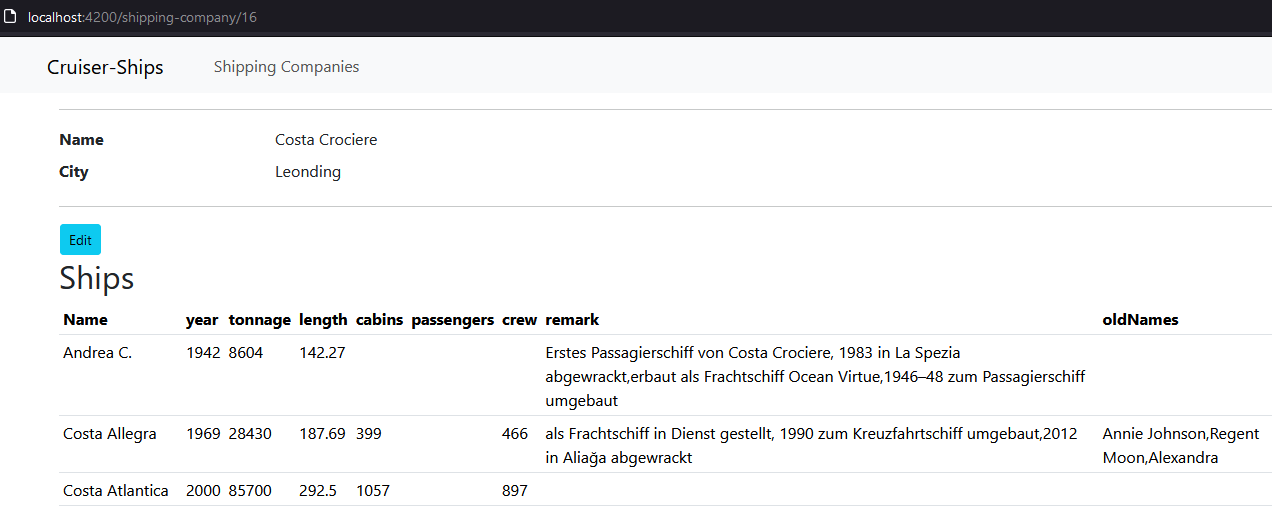 localhost:4200/shipping-company/16
Cruiser-Ships Shipping Companies
Name Costa Crociere
City Leonding
Edit
Ships
Name year tonnage length cabins passengers crew remark oldNames
Andrea C. 1942 8604 142.27 Erstes Passagierschiff von Costa Crociere, 1983 in La Spezia
abgewrackt,erbaut als Frachtschiff Ocean Virtue,1946–48 zum Passagierschiff
umgebaut
Costa Allegra 1969 28430 187.69 399 466 als Frachtschiff in Dienst gestellt, 1990 zum Kreuzfahrtschiff umgebaut,2012 Annie Johnson,Regent
in Aliağa abgewrackt Moon,Alexandra
Costa Atlantica 2000 85700 292.5 1057 897